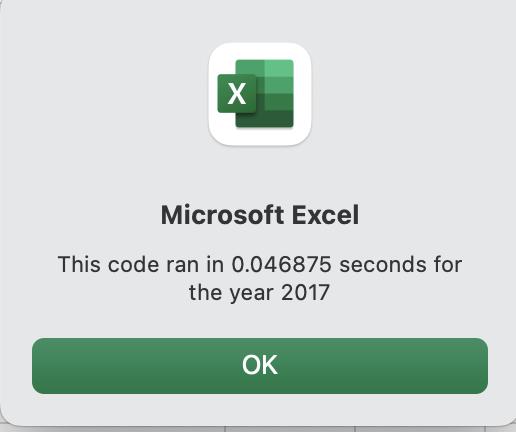 X
Microsoft Excel
This code ran in 0.046875 seconds for
the year 2017
OK